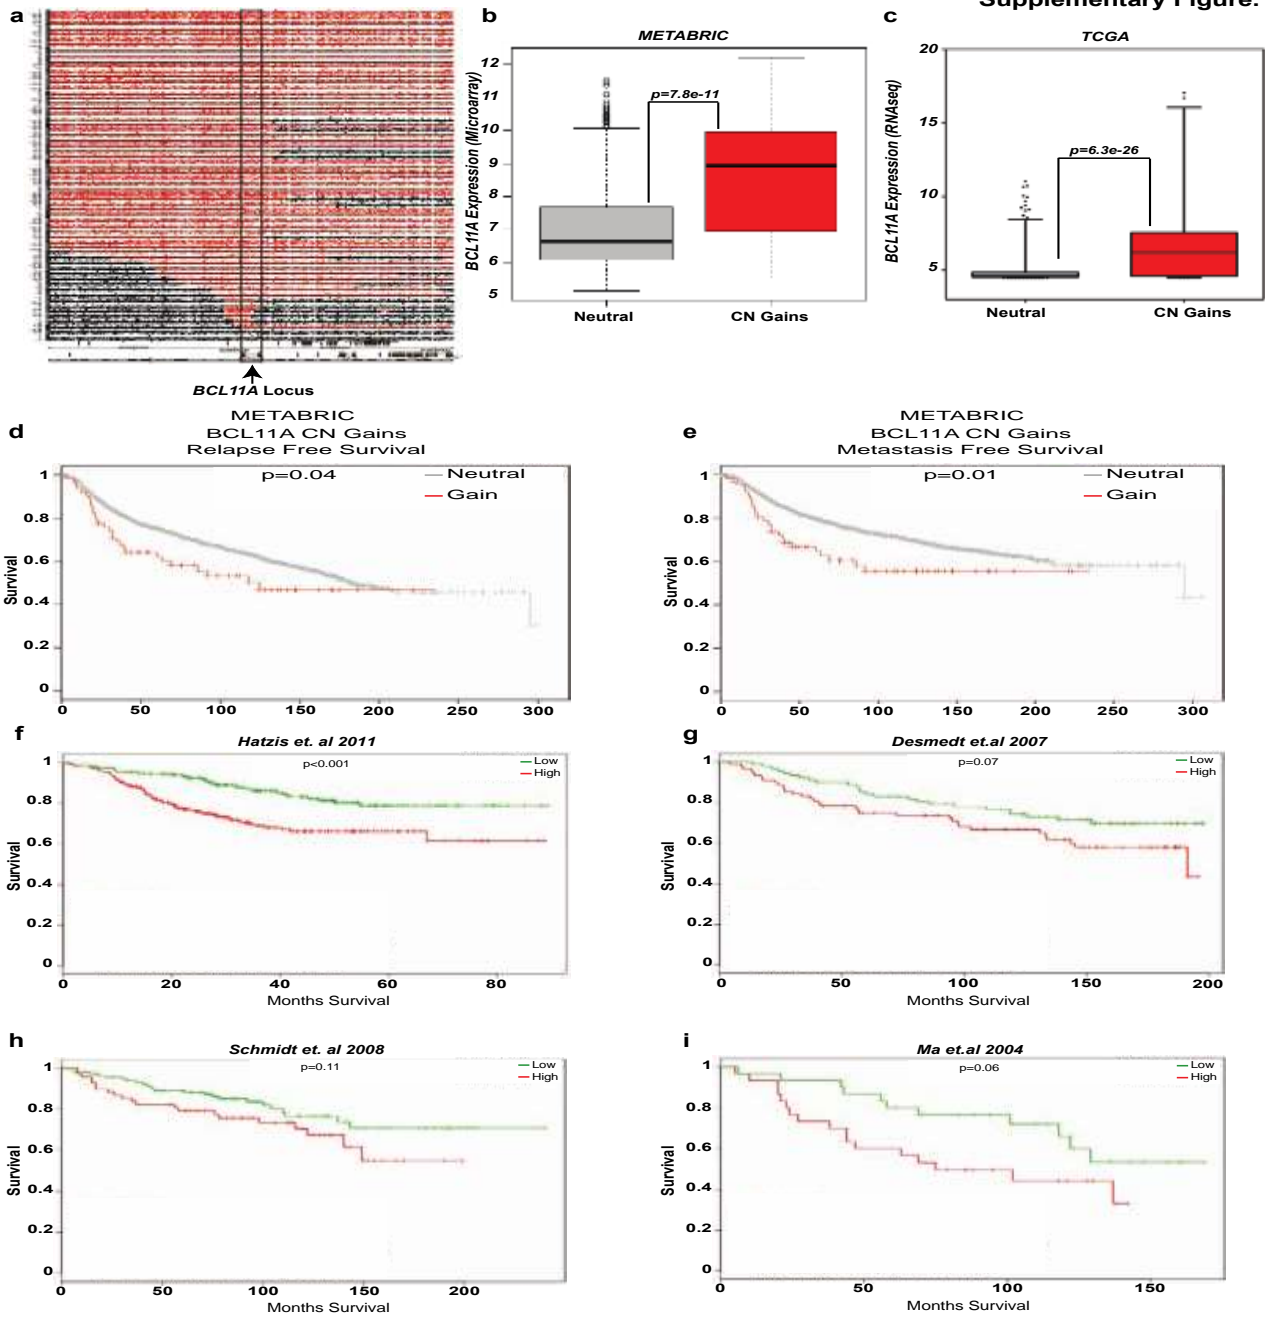 Supplementary Figure.
a
BCL11A Locus
b
METABRIC
BCL11A Expression (Microarray)
12
11
10
9
8
7
6
5
p=7.8e-11
Neutral
CN Gains
c
TCGA
BCL11A Expression (RNAseq)
20
15
10
5
p=6.3e-26
Neutral
CN Gains
d
METABRIC
BCL11A CN Gains
Relapse Free Survival
p=0.04
Neutral
Gain
Survival
1
0.8
0.6
0.4
0.2
0
0 50 100 150 200 250 300
e
METABRIC
BCL11A CN Gains
Metastasis Free Survival
p=0.01
Neutral
Gain
Survival
1
0.8
0.6
0.4
0.2
0
0 50 100 150 200 250 300
f
Hatzis et. al 2011
p<0.001
Low
High
Survival
1
0.8
0.6
0.4
0.2
0
0 20 40 60 80
Months Survival
g
Desmedt et.al 2007
p=0.07
Low
High
Survival
1
0.8
0.6
0.4
0.2
0
0 50 100 150 200
Months Survival
h
Schmidt et. al 2008
p=0.11
Low
High
Survival
1
0.8
0.6
0.4
0.2
0
0 50 100 150 200
Months Survival
i
Ma et.al 2004
p=0.06
Low
High
Survival
1
0.8
0.6
0.4
0.2
0
0 50 100 150
Months Survival